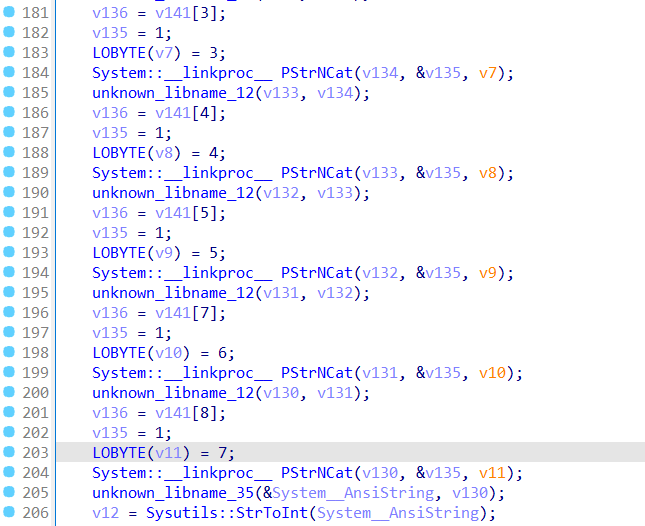 181 v136 = v141[3];
182 v135 = 1;
183 LOBYTE(v7) = 3;
184 System::__linkproc__ PStrNCat(v134, &v135, v7);
185 unknown_libname_12(v133, v134);
186 v136 = v141[4];
187 v135 = 1;
188 LOBYTE(v8) = 4;
189 System::__linkproc__ PStrNCat(v133, &v135, v8);
190 unknown_libname_12(v132, v133);
191 v136 = v141[5];
192 v135 = 1;
193 LOBYTE(v9) = 5;
194 System::__linkproc__ PStrNCat(v132, &v135, v9);
195 unknown_libname_12(v131, v132);
196 v136 = v141[7];
197 v135 = 1;
198 LOBYTE(v10) = 6;
199 System::__linkproc__ PStrNCat(v131, &v135, v10);
200 unknown_libname_12(v130, v131);
201 v136 = v141[8];
202 v135 = 1;
203 LOBYTE(v11) = 7;
204 System::__linkproc__ PStrNCat(v130, &v135, v11);
205 unknown_libname_35(&System__AnsiString, v130);
206 v12 = Sysutils::StrToInt(System__AnsiString);